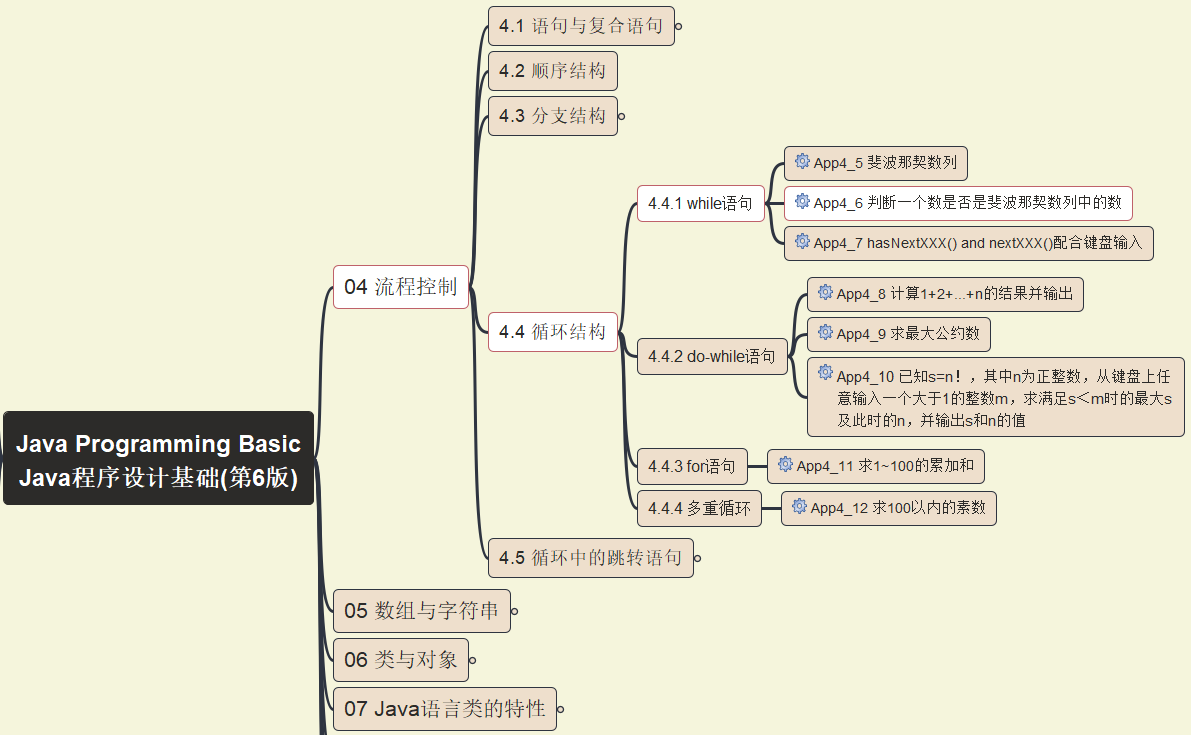 Java Programming Basic
Java程序设计基础(第6版)
04 流程控制
4.1 语句与复合语句
4.2 顺序结构
4.3 分支结构
4.4 循环结构
4.4.1 while语句
App4_5 斐波那契数列
App4_6 判断一个数是否是斐波那契数列中的数
App4_7 hasNextXXX() and nextXXX()配合键盘输入
4.4.2 do-while语句
App4_8 计算1+2+...+n的结果并输出
App4_9 求最大公约数
App4_10 已知s=n！，其中n为正整数，从键盘上任
意输入一个大于1的整数m，求满足s＜m时的最大s
及此时的n，并输出s和n的值
4.4.3 for语句
App4_11 求1~100的累加和
4.4.4 多重循环
App4_12 求100以内的素数
4.5 循环中的跳转语句
05 数组与字符串
06 类与对象
07 Java语言类的特性